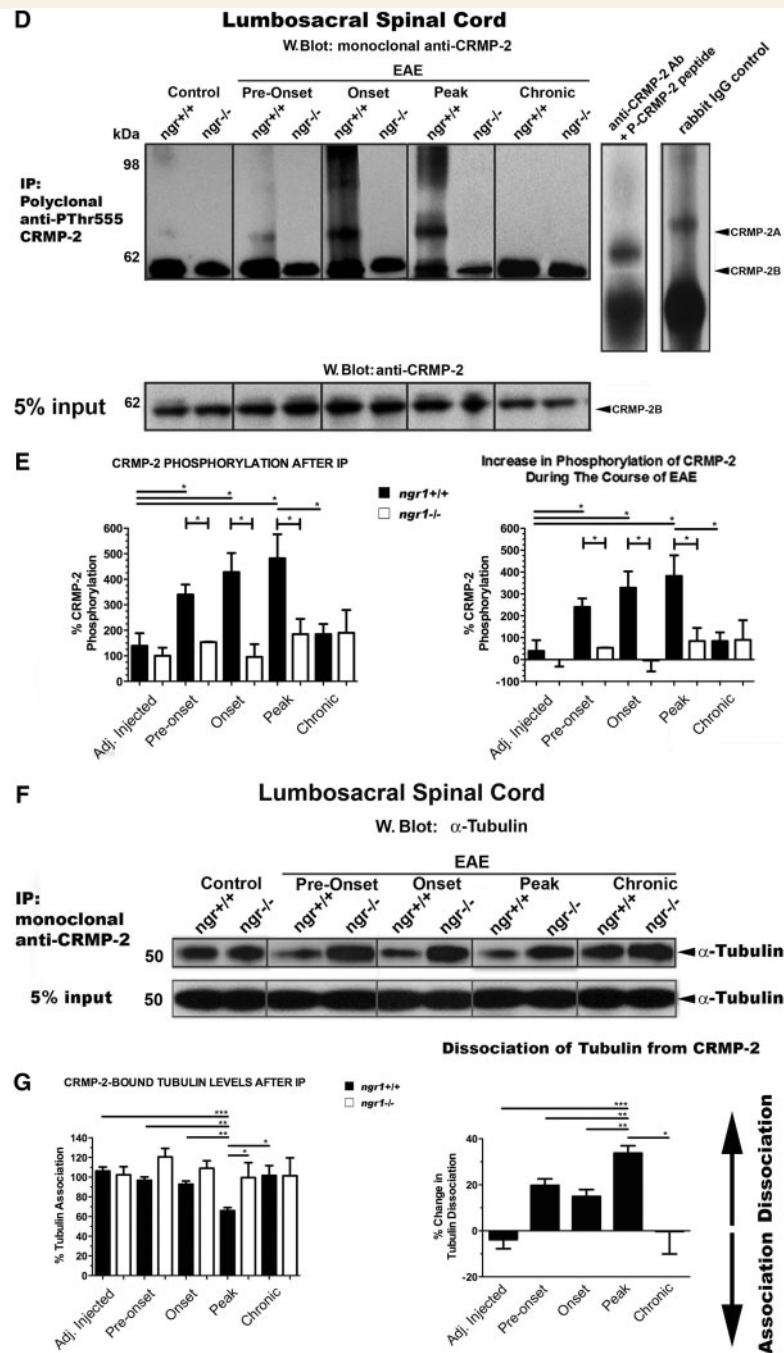 D
Lumbosacral Spinal Cord
W.Blot: monoclonal anti-CRMP-2
EAE
Control Pre-Onset Onset Peak Chronic
ngr+/+ ngr-/- ngr+/+ ngr-/- ngr+/+ ngr-/- ngr+/+ ngr-/- ngr+/+ ngr-/-
anti-CRMP-2 Ab
+ P-CRMP-2 peptide
rabbit IgG control
kDa
98
62
IP:
Polyclonal
anti-PThr555
CRMP-2
CRMP-2A
CRMP-2B
W. Blot: anti-CRMP-2
5% input
62
CRMP-2B
E
CRMP-2 PHOSPHORYLATION AFTER IP
ngr1+/+
ngr1-/-
% CRMP-2
Phosphorylation
600
500
400
300
200
100
0
* * * *
* * *
Adj. Injected
Pre-onset
Onset
Peak
Chronic
Increase in Phosphorylation of CRMP-2
During The Course of EAE
% CRMP-2
Phosphorylation
600
500
400
300
200
100
0
-100
* * * *
* * *
Adj. Injected
Pre-onset
Onset
Peak
Chronic
F
Lumbosacral Spinal Cord
W. Blot: α-Tubulin
EAE
Control Pre-Onset Onset Peak Chronic
ngr+/+ ngr-/- ngr+/+ ngr-/- ngr+/+ ngr-/- ngr+/+ ngr-/- ngr+/+ ngr-/-
IP:
monoclonal
anti-CRMP-2
50
α-Tubulin
5% input
50
α-Tubulin
G
CRMP-2-BOUND TUBULIN LEVELS AFTER IP
ngr1+/+
ngr1-/-
% Tubulin Association
140
120
100
80
60
40
20
0
***
**
**
*
*
Adj. Injected
Pre-onset
Onset
Peak
Chronic
Dissociation of Tubulin from CRMP-2
% Change in
Tubulin Dissociation
60
40
20
0
-20
***
**
**
*
Adj. Injected
Pre-onset
Onset
Peak
Chronic
Association Dissociation